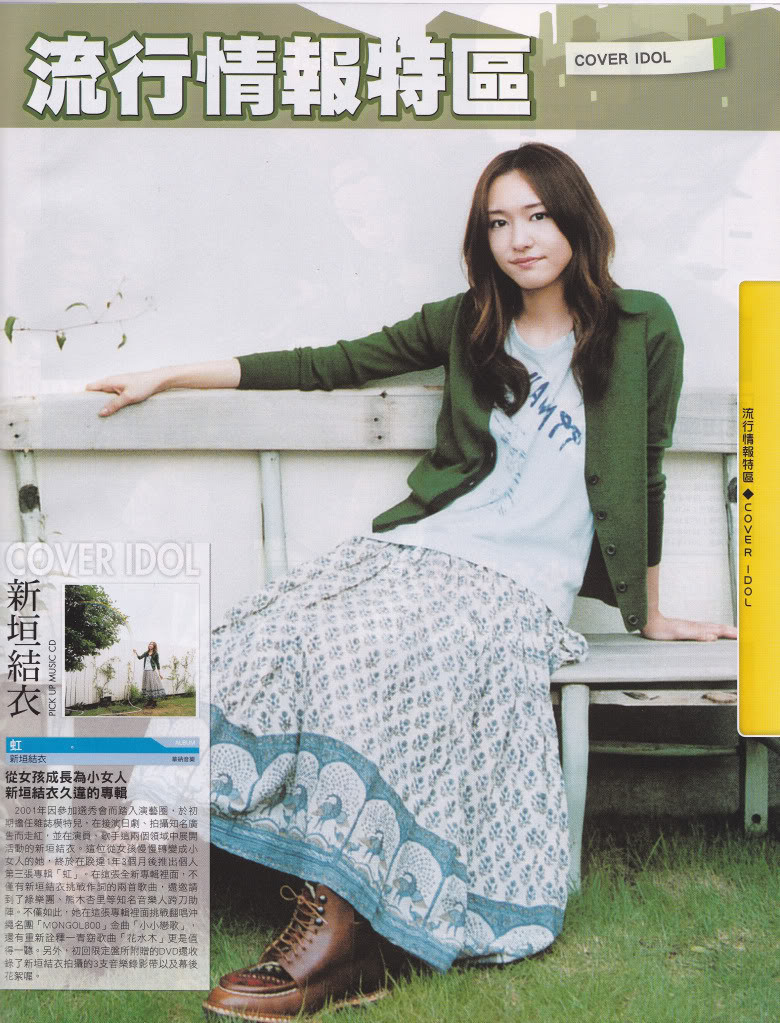 流行情報特區
COVER IDOL
COVER IDOL
新垣結衣
PICK UP MUSIC CD
虹
ALBUM
新垣結衣
從女孩成長為小女人
新垣結衣久違的專輯
2001年因參加選秀會而踏入演藝圈，於初
期擔任雜誌模特兒，在接演日劇、拍攝知名廣
告而走紅，並在演員、歌手這兩個領域中展開
活動的新垣結衣。這位從女孩慢慢轉變成小
女人的她，終於在睽違1年3個月後推出個人
第三張專輯「虹」。在這張全新專輯裡面，不
僅有新垣結衣挑戰作詞的兩首歌曲，還邀請
到了綠樂團、熊木杏里等知名音樂人跨刀助
陣。不僅如此，她在這張專輯裡面挑戰翻唱沖
繩名團「MONGOL800」金曲「小小戀歌」，
還有重新詮釋一青窈歌曲「花水木」更是值
得一聽。另外，初回限定盤所附贈的DVD還收
錄了新垣結衣拍攝的3支音樂錄影帶以及幕後
花絮喔。
流行情報特區◆COVER IDOL